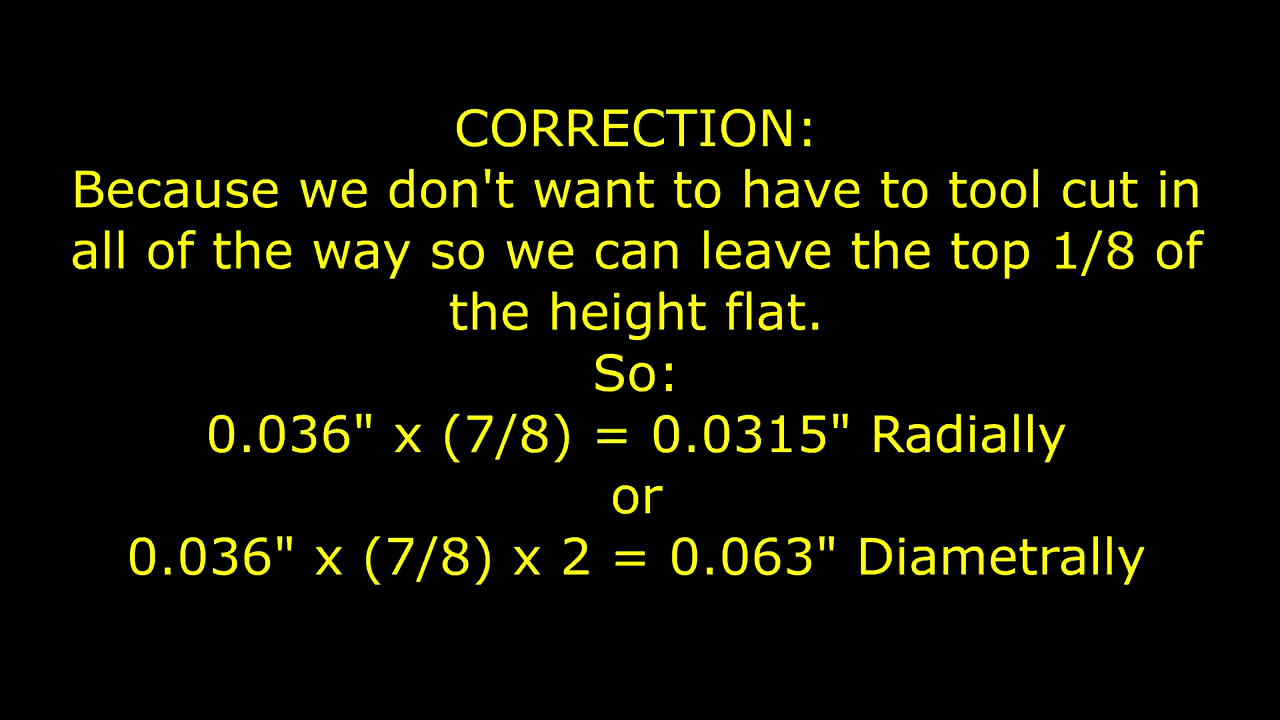 CORRECTION:
Because we don't want to have to tool cut in
all of the way so we can leave the top 1/8 of
the height flat.
So:
0.036" x (7/8) = 0.0315" Radially
or
0.036" x (7/8) x 2 = 0.063" Diametrally